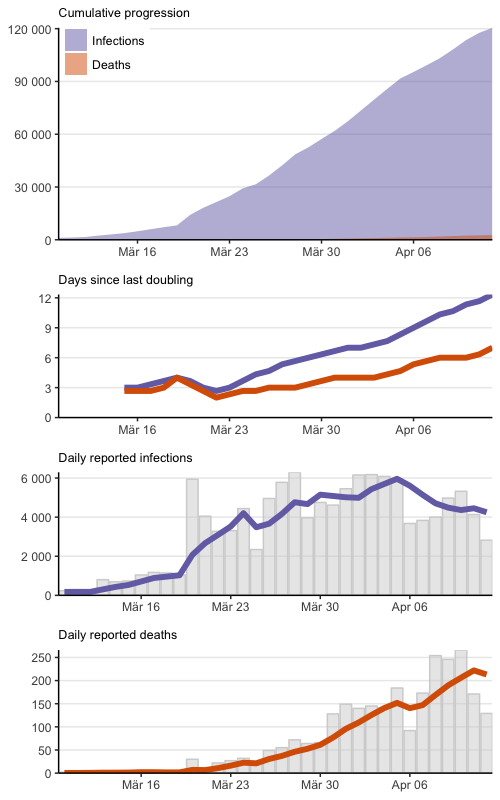 Cumulative progression
120 000
90 000
60 000
30 000
0
Infections
Deaths
Mär 16
Mär 23
Mär 30
Apr 06
Days since last doubling
12
9
6
3
0
Mär 16
Mär 23
Mär 30
Apr 06
Daily reported infections
6 000
4 000
2 000
0
Mär 16
Mär 23
Mär 30
Apr 06
Daily reported deaths
250
200
150
100
50
0
Mär 16
Mär 23
Mär 30
Apr 06